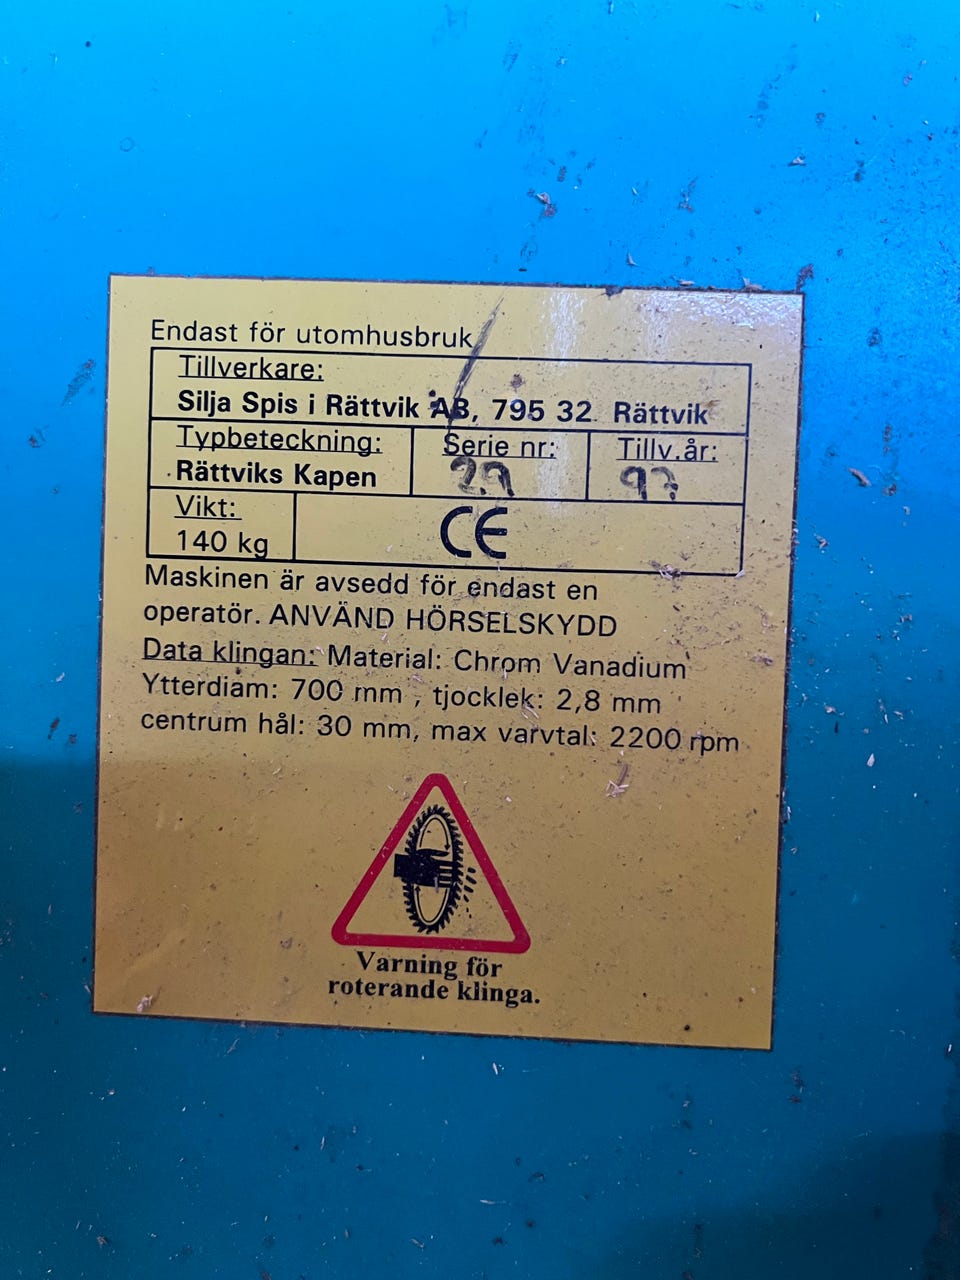 Endast för utomhusbruk
Tillverkare:
Silja Spis i Rättvik AB, 795 32 Rättvik
Typbeteckning: Serie nr: Tillv.år:
Rättviks Kapen 29 97
Vikt:
140 kg CE
Maskinen är avsedd för endast en
operatör. ANVÄND HÖRSELSKYDD
Data klingan: Material: Chrom Vanadium
Ytterdiam: 700 mm, tjocklek: 2,8 mm
centrum hål: 30 mm, max varvtal: 2200 rpm
Varning för
roterande klinga.